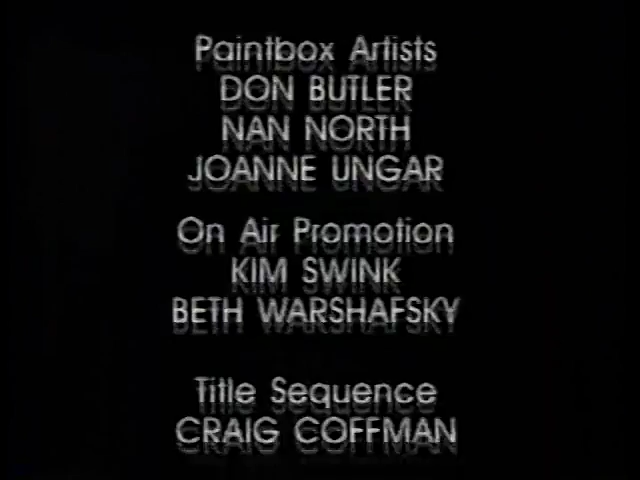 Paintbox Artists
DON BUTLER
NAN NORTH
JOANNE UNGAR
On Air Promotion
KIM SWINK
BETH WARSHAFSKY
Title Sequence
CRAIG COFFMAN